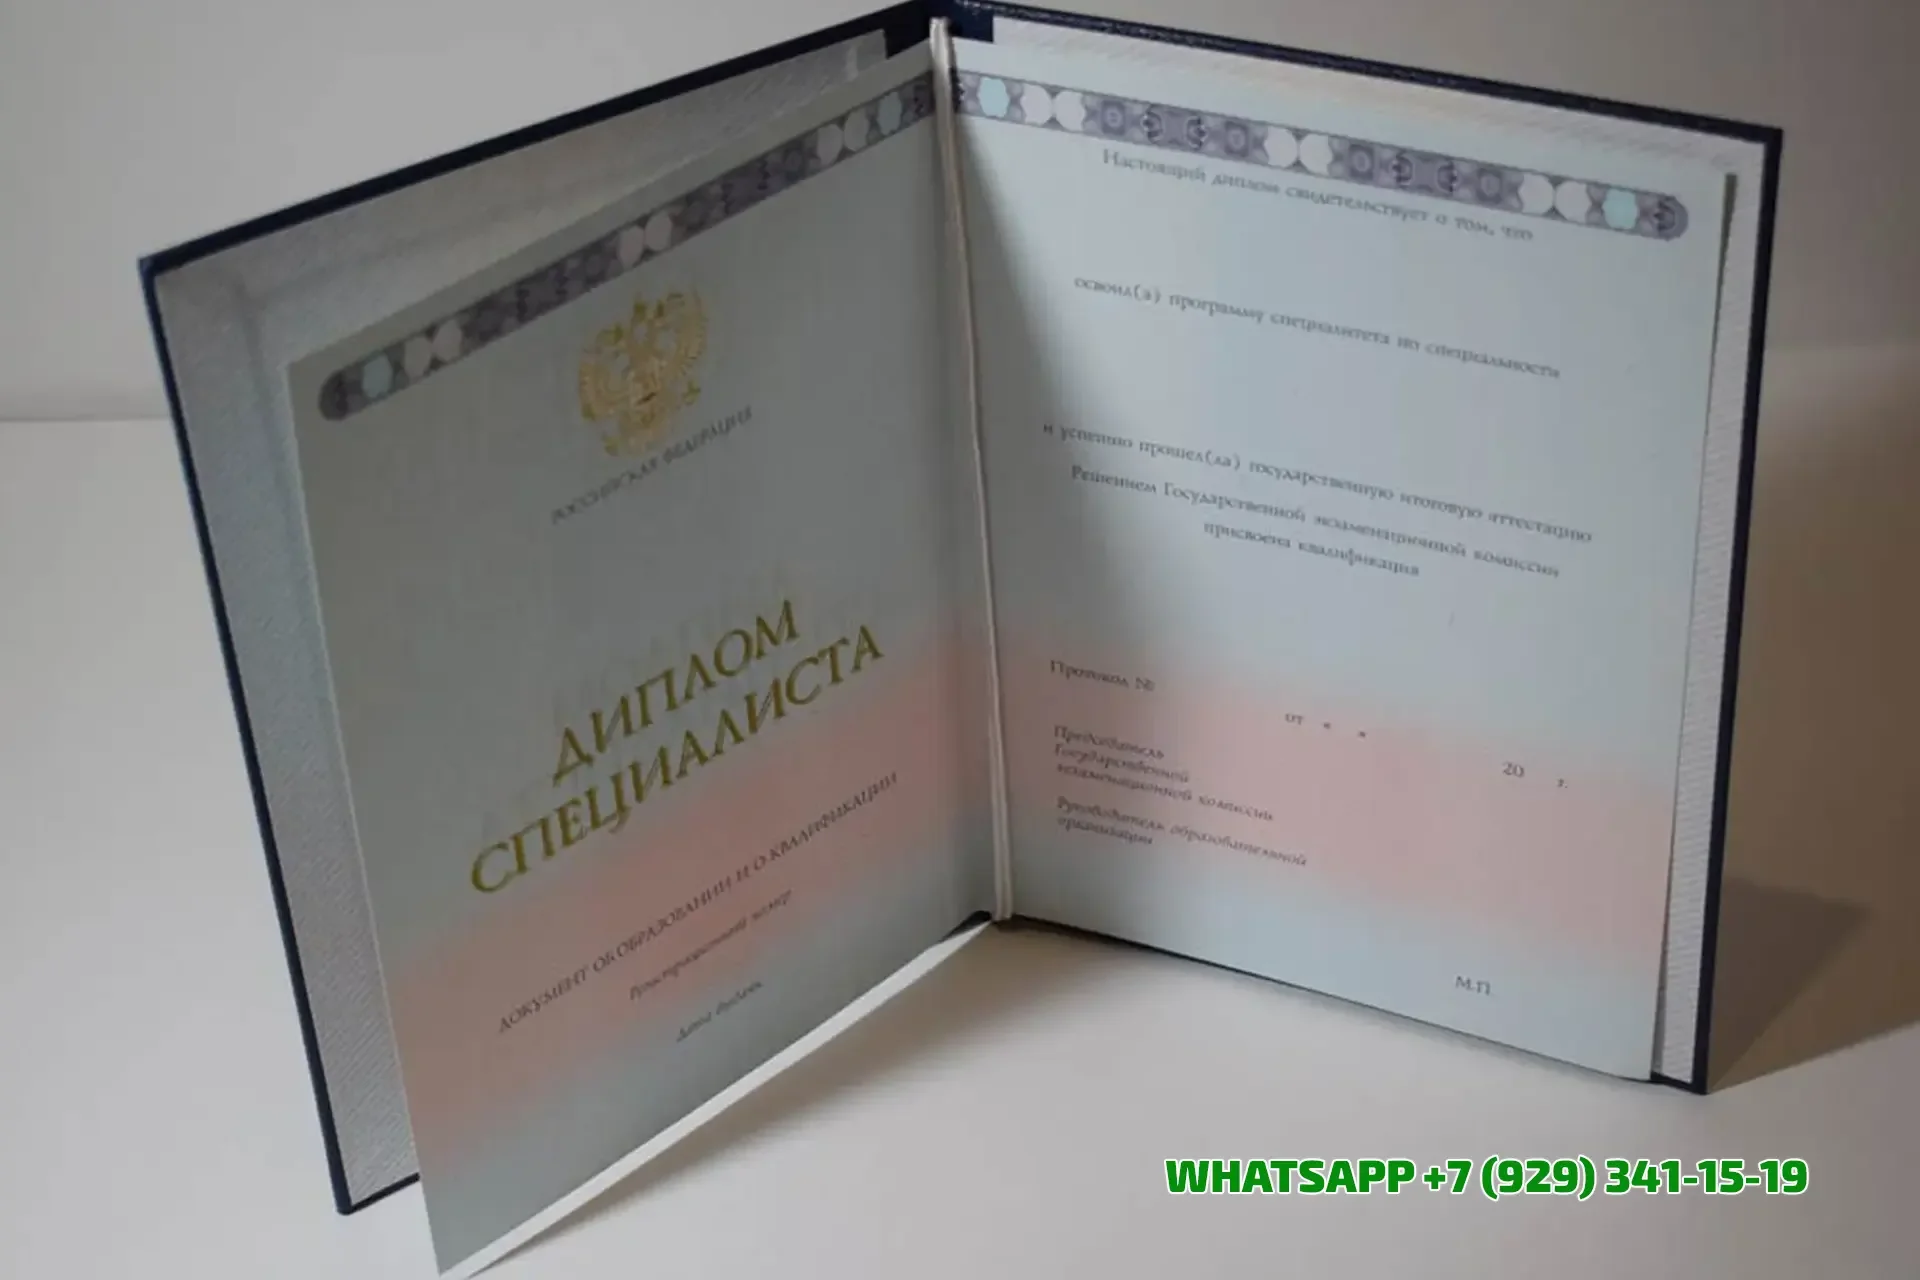 РОССИЙСКАЯ ФЕДЕРАЦИЯ
ДИПЛОМ
СПЕЦИАЛИСТА
ДОКУМЕНТ ОБ ОБРАЗОВАНИИ И О КВАЛИФИКАЦИИ
Регистрационный номер
Дата выдачи
Настоящий диплом свидетельствует о том, что
освоил(а) программу специалитета по специальности
и успешно прошел(ла) государственную итоговую аттестацию
Решением Государственной экзаменационной комиссии
присвоена квалификация
Протокол №
от « » 20 г.
Председатель
Государственной
экзаменационной комиссии
Руководитель образовательной
организации
М.П.
WHATSAPP +7 (929) 341-15-19